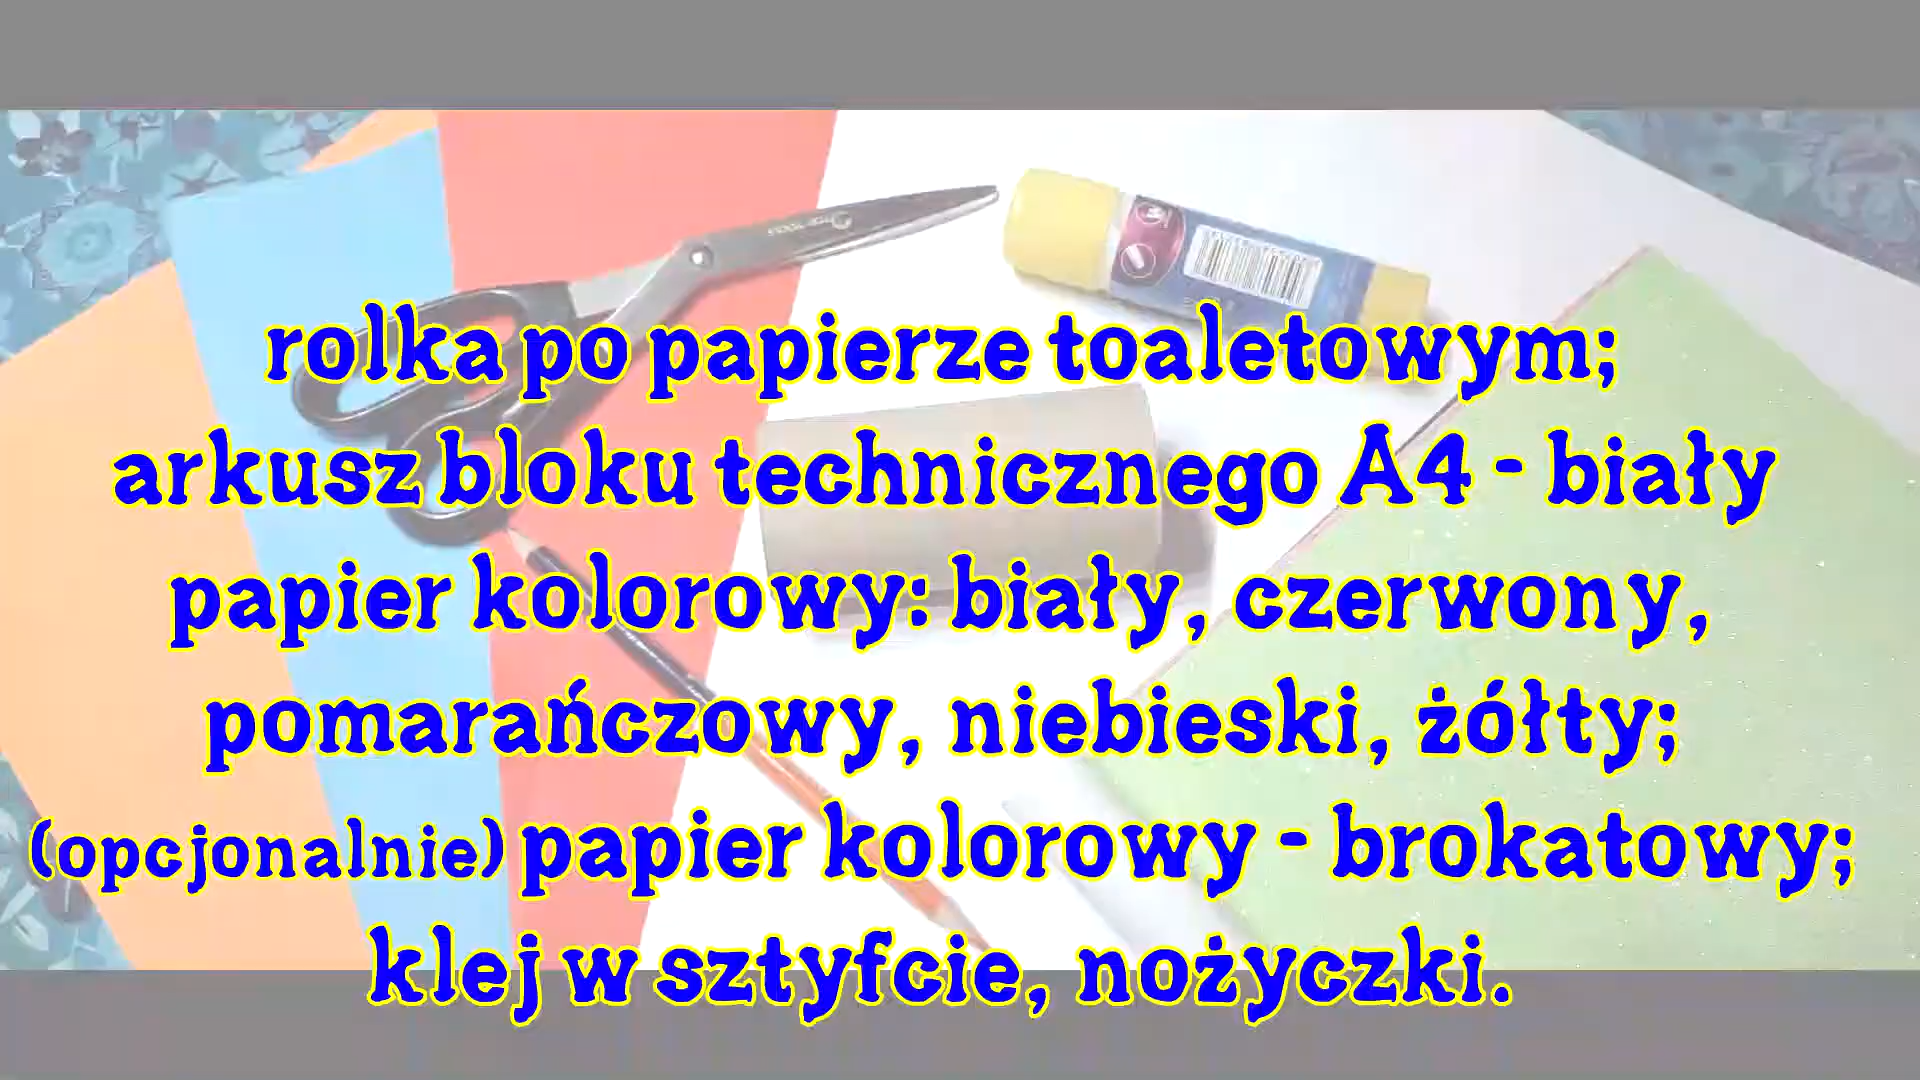 rolka po papierze toaletowym;
arkusz bloku technicznego A4 - biały
papier kolorowy: biały, czerwony,
pomarańczowy, niebieski, żółty;
(opcjonalnie) papier kolorowy - brokatowy;
klej w sztyfcie, nożyczki.